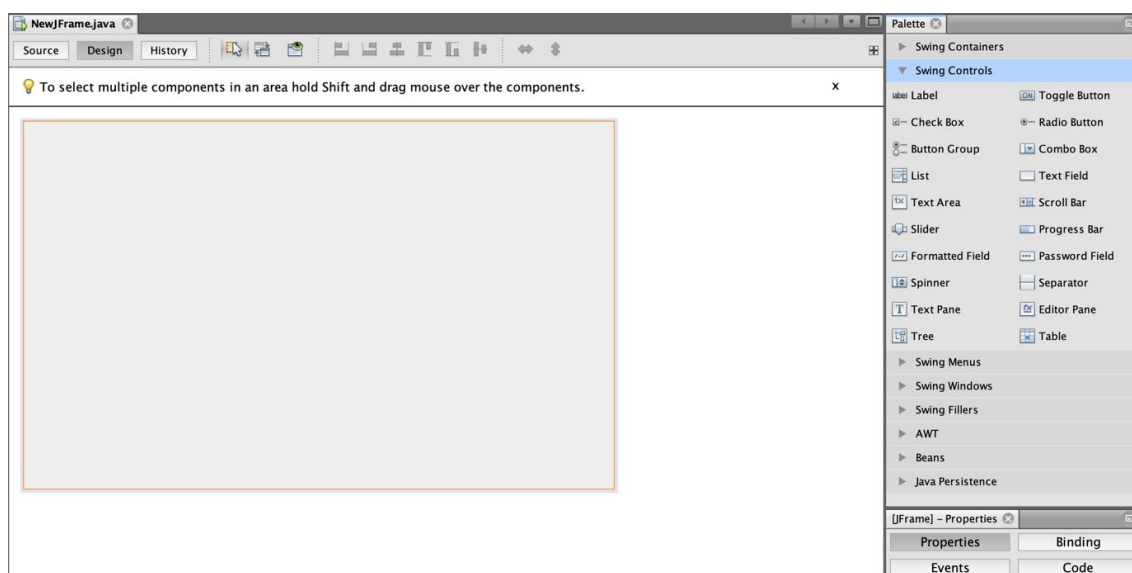 NewJFrame.java
Source Design History
To select multiple components in an area hold Shift and drag mouse over the components. x
Palette
Swing Containers
Swing Controls
label Label
ON Toggle Button
Check Box
Radio Button
Button Group
Combo Box
List
Text Field
Text Area
Scroll Bar
Slider
Progress Bar
Formatted Field
Password Field
Spinner
Separator
T Text Pane
Editor Pane
Tree
Table
Swing Menus
Swing Windows
Swing Fillers
AWT
Beans
Java Persistence
[JFrame] - Properties
Properties Binding
Events Code